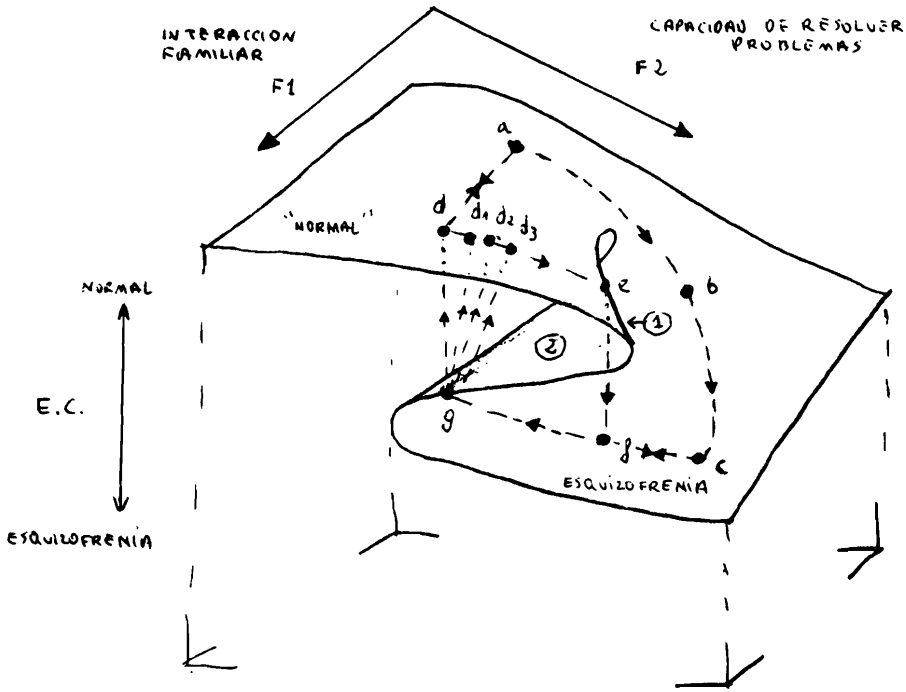 INTERACCION
FAMILIAR
F1
CAPACIDAD DE RESOLVER
PROBLEMAS
F2
a
"NORMAL"
d
d1
d2
d3
e
b
1
2
NORMAL
E.C.
ESQUIZOFRENIA
g
f
c
ESQUIZOFRENIA